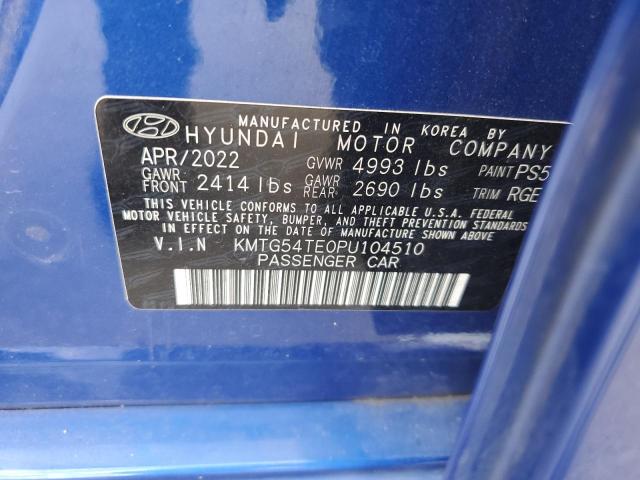 MANUFACTURED IN KOREA BY
HYUNDAI MOTOR COMPANY
APR/2022 GVWR 4993 lbs PAINT PS5
GAWR FRONT 2414 lbs GAWR REAR 2690 lbs TRIM RGE
THIS VEHICLE CONFORMS TO ALL APPLICABLE U.S.A. FEDERAL
MOTOR VEHICLE SAFETY, BUMPER, AND THEFT PREVENTION STANDARDS
IN EFFECT ON THE DATE OF MANUFACTURE SHOWN ABOVE.
V.I.N KMTG54TE0PU104510
PASSENGER CAR